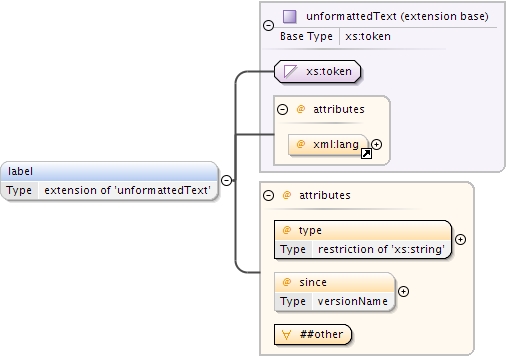 unformattedText (extension base)
Base Type xs:token
xs:token
@ attributes
@ xml:lang
label
Type extension of 'unformattedText'
@ attributes
@ type
Type restriction of 'xs:string'
@ since
Type versionName
##other